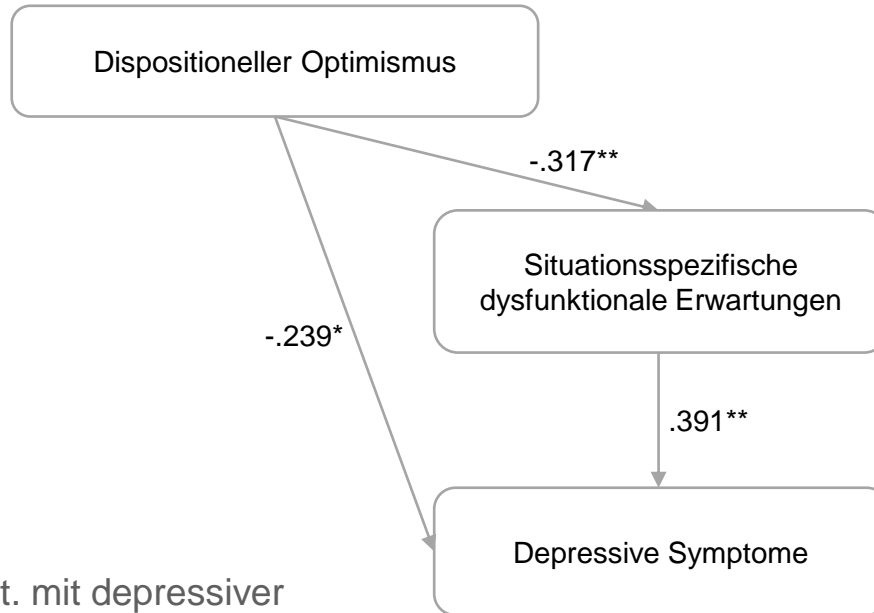 Dispositioneller Optimismus
-.317**
Situationsspezifische
dysfunktionale Erwartungen
-.239*
.391**
Depressive Symptome
t. mit depressiver